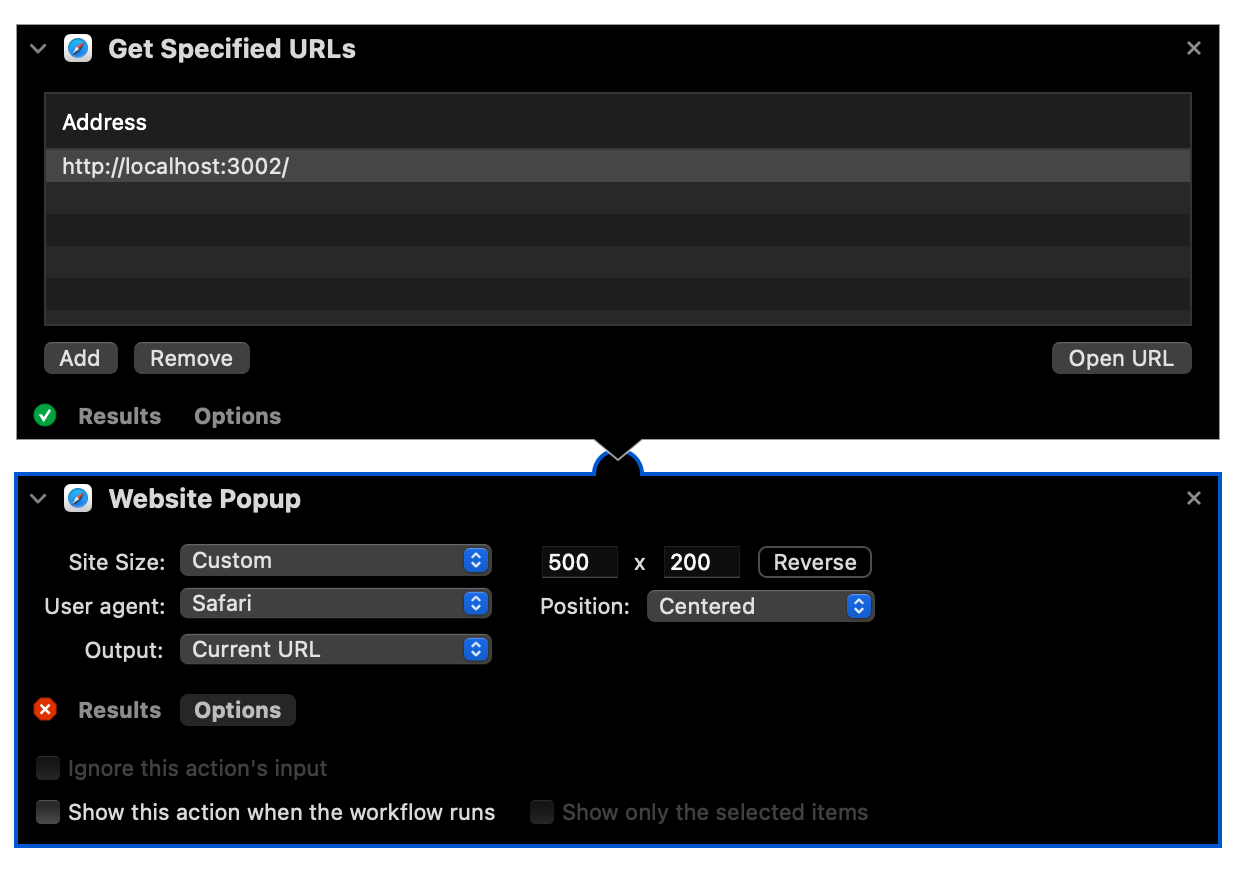 Get Specified URLs
Address
http://localhost:3002/
Add Remove Open URL
Results Options
Website Popup
Site Size: Custom 500 x 200 Reverse
User agent: Safari Position: Centered
Output: Current URL
Results Options
Ignore this action's input
Show this action when the workflow runs Show only the selected items